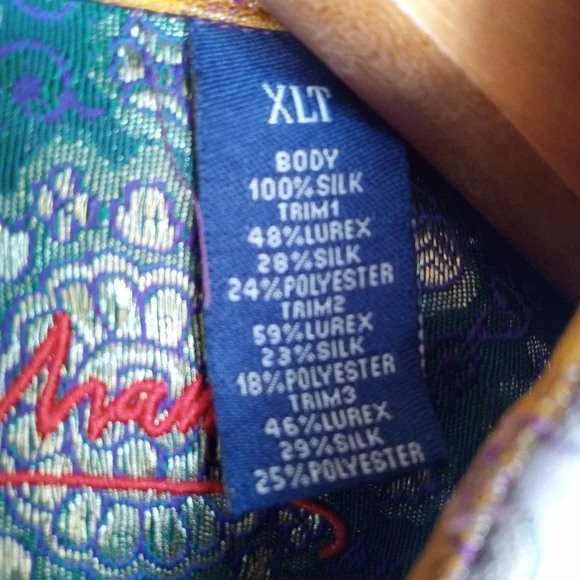 XLT
BODY
100%SILK
TRIM1
48%LUREX
28%SILK
24%POLYESTER
TRIM2
59%LUREX
23%SILK
18%POLYESTER
TRIM3
46%LUREX
29%SILK
25%POLYESTER